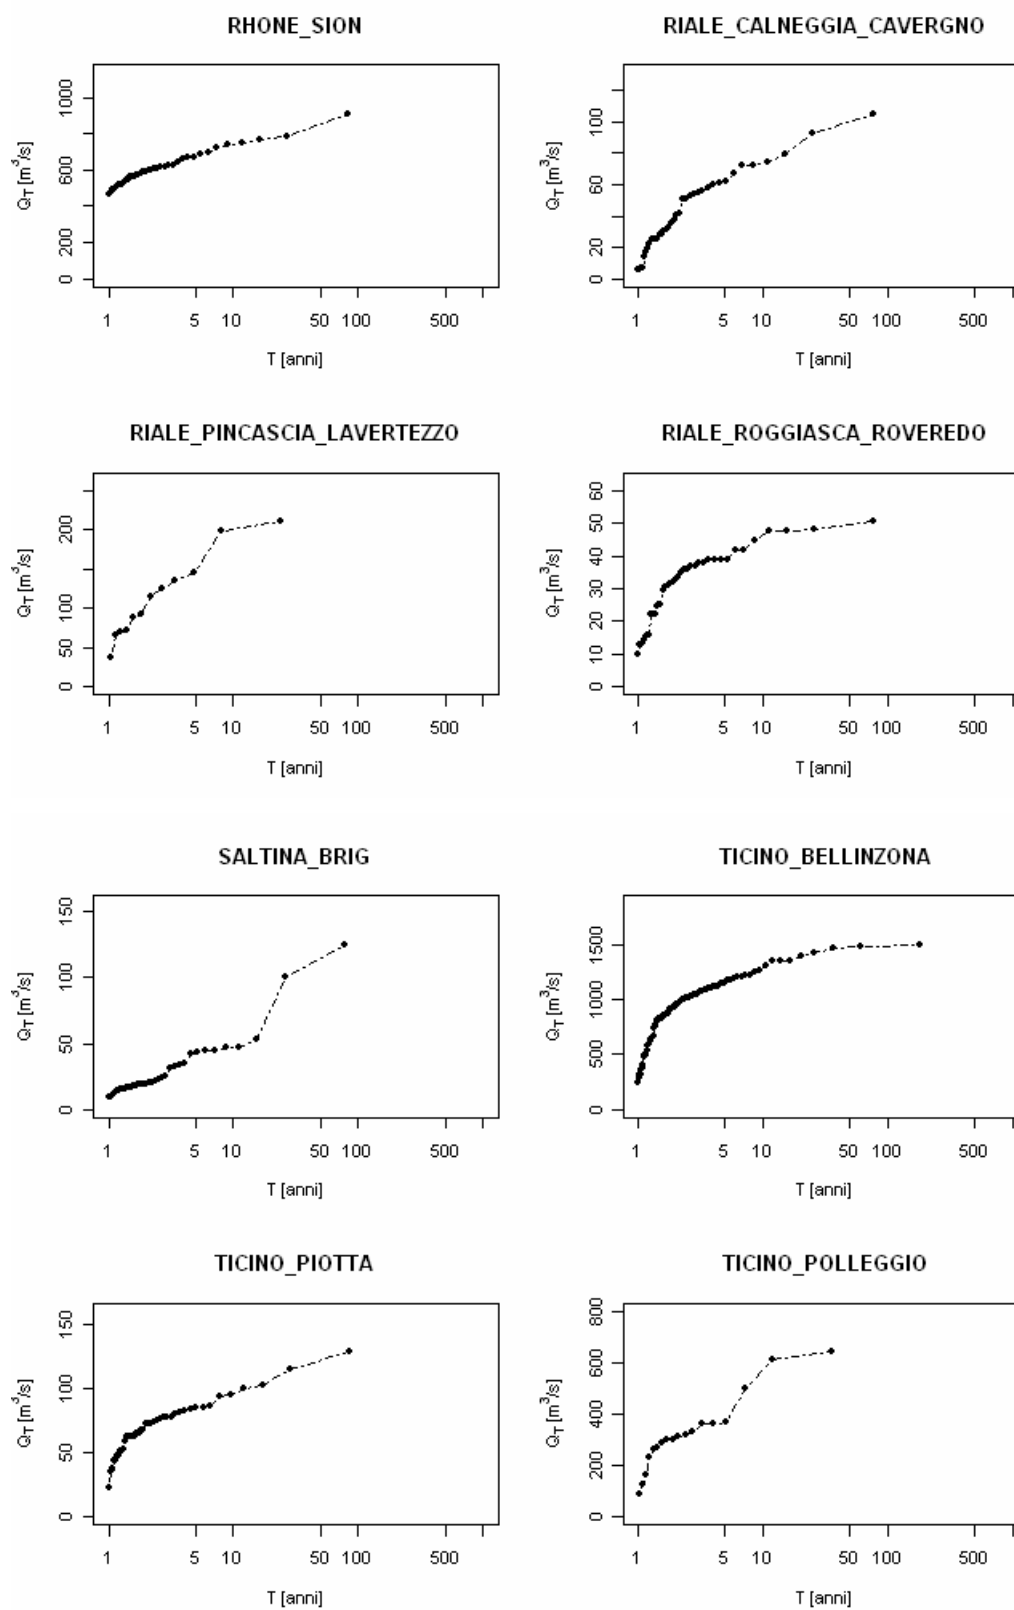 RHONE_SION
1000
600
200
0
Q_T [m³/s]
1 5 10 50 100 500
T [anni]
RIALE_CALNEGGIA_CAVERGNO
100
60
20
0
Q_T [m³/s]
1 5 10 50 100 500
T [anni]
RIALE_PINCASCIA_LAVERTEZZO
200
100
50
0
Q_T [m³/s]
1 5 10 50 100 500
T [anni]
RIALE_ROGGIASCA_ROVEREDO
60
50
40
30
20
10
0
Q_T [m³/s]
1 5 10 50 100 500
T [anni]
SALTINA_BRIG
150
100
50
0
Q_T [m³/s]
1 5 10 50 100 500
T [anni]
TICINO_BELLINZONA
1500
1000
500
0
Q_T [m³/s]
1 5 10 50 100 500
T [anni]
TICINO_PIOTTA
150
100
50
0
Q_T [m³/s]
1 5 10 50 100 500
T [anni]
TICINO_POLLEGGIO
800
600
400
200
0
Q_T [m³/s]
1 5 10 50 100 500
T [anni]